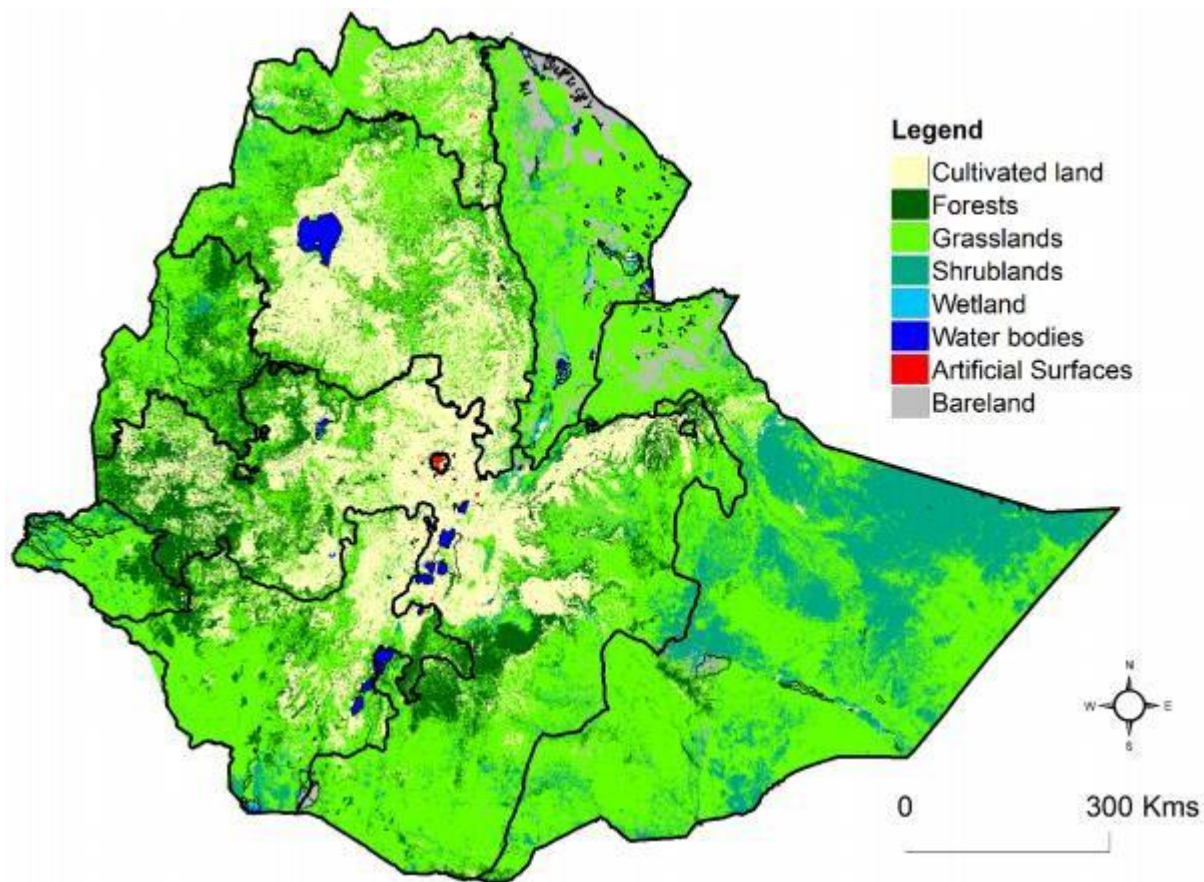 Legend
Cultivated land
Forests
Grasslands
Shrublands
Wetland
Water bodies
Artificial Surfaces
Bareland
N
W E
S
0 300 Kms